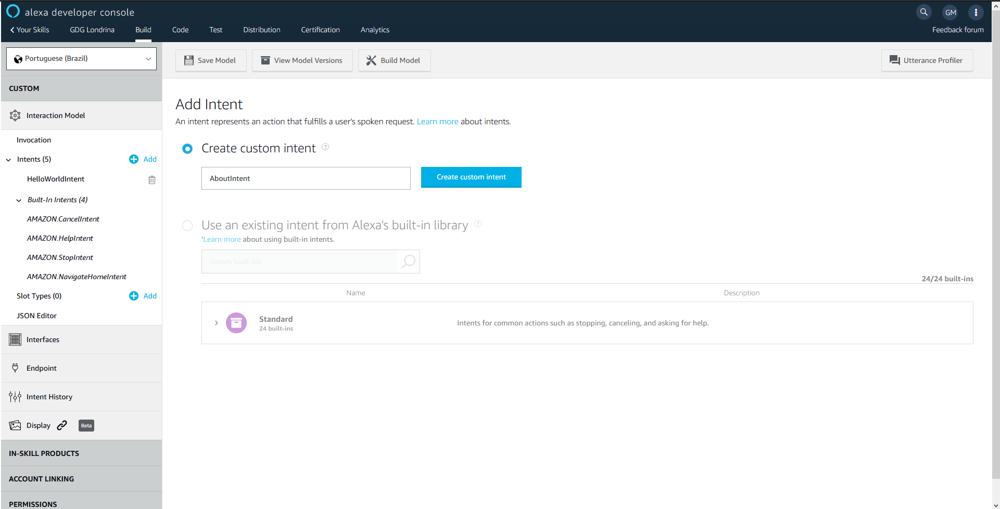 alexa developer console
GM
Your Skills
GDG Londrina
Build
Code
Test
Distribution
Certification
Analytics
Feedback forum
Portuguese (Brazil)
Save Model
View Model Versions
Build Model
Utterance Profiler
CUSTOM
Interaction Model
Invocation
Intents (5)
Add
HelloWorldIntent
Built-In Intents (4)
AMAZON.CancelIntent
AMAZON.HelpIntent
AMAZON.StopIntent
AMAZON.NavigateHomeIntent
Slot Types (0)
Add
JSON Editor
Interfaces
Endpoint
Intent History
Display
Beta
IN-SKILL PRODUCTS
ACCOUNT LINKING
PERMISSIONS
Add Intent
An intent represents an action that fulfills a user's spoken request. Learn more about intents.
Create custom intent ?
AboutIntent
Create custom intent
Use an existing intent from Alexa's built-in library ?
‘Learn more about using built-in intents.
Search built-ins
24/24 built-ins
Name
Description
Standard
24 built-ins
Intents for common actions such as stopping, canceling, and asking for help.